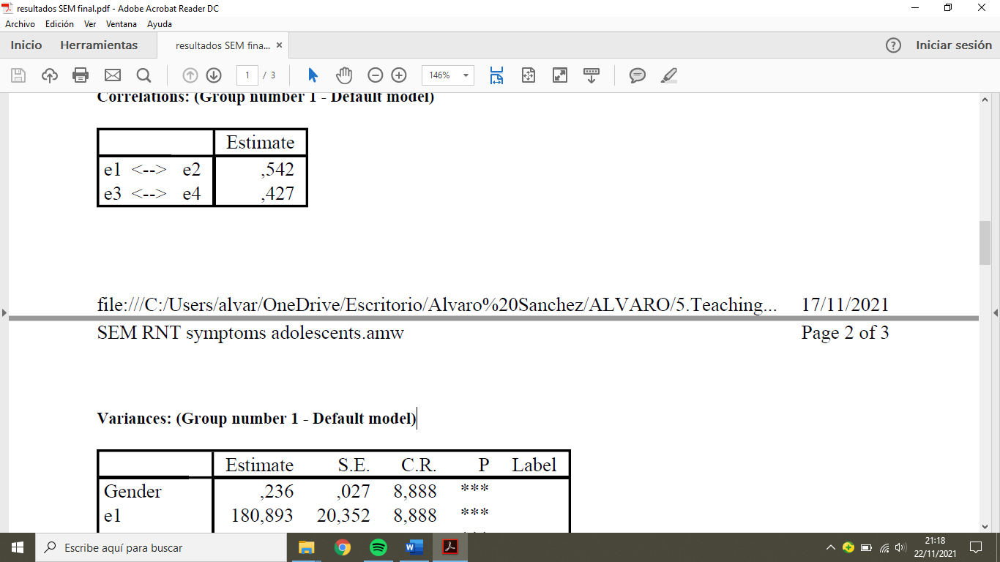 resultados SEM final.pdf - Adobe Acrobat Reader DC
Archivo Edición Ver Ventana Ayuda
Inicio Herramientas resultados SEM fina... × Iniciar sesión
1 / 3 146%
Correlations: (Group number 1 - Default model)
Estimate
e1 <--> e2 ,542
e3 <--> e4 ,427
file:///C:/Users/alvar/OneDrive/Escritorio/Alvaro%20Sanchez/ALVARO/5.Teaching... 17/11/2021
SEM RNT symptoms adolescents.amw Page 2 of 3
Variances: (Group number 1 - Default model)
Estimate S.E. C.R. P Label
Gender ,236 ,027 8,888 ***
e1 180,893 20,352 8,888 ***
Escribe aquí para buscar
21:18
22/11/2021